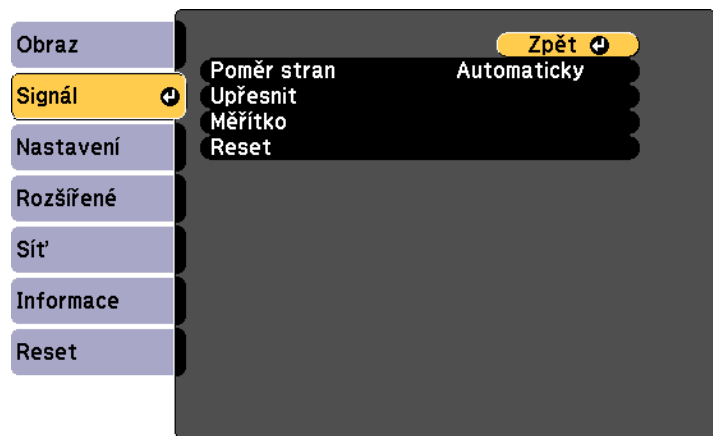 Obraz
Signál
Nastavení
Rozšířené
Síť
Informace
Reset
Zpět
Poměr stran Automaticky
Upřesnit
Měřítko
Reset